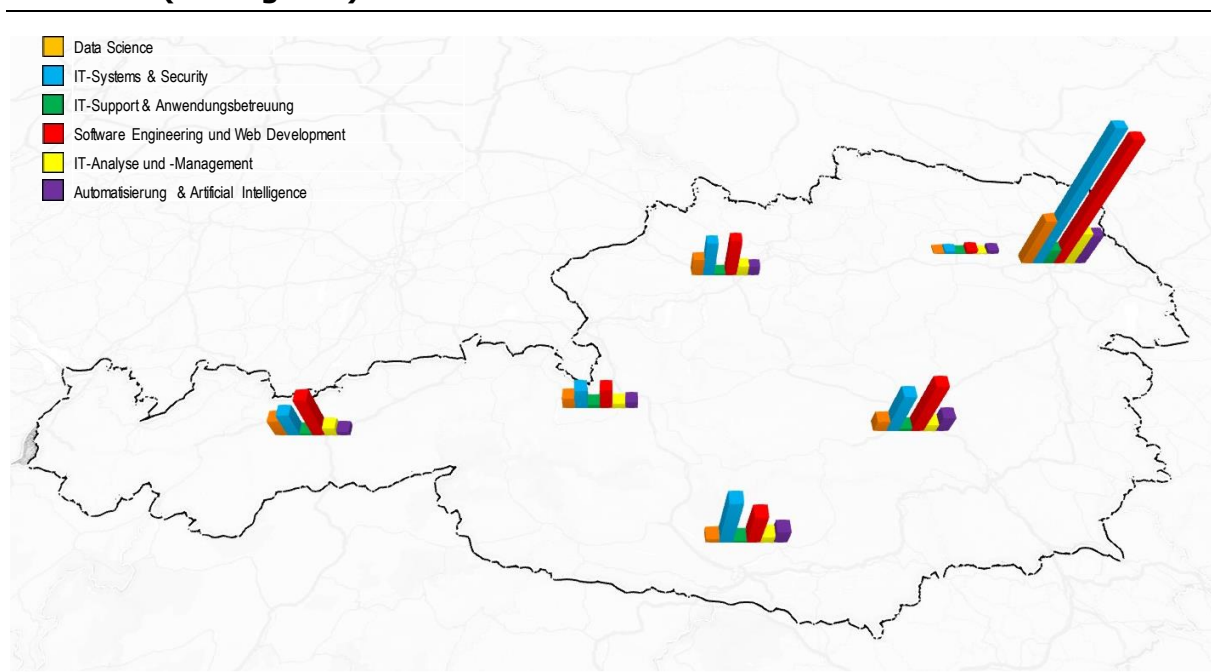 Data Science
IT-Systems & Security
IT-Support & Anwendungsbetreuung
Software Engineering und Web Development
IT-Analyse und -Management
Automatisierung & Artificial Intelligence